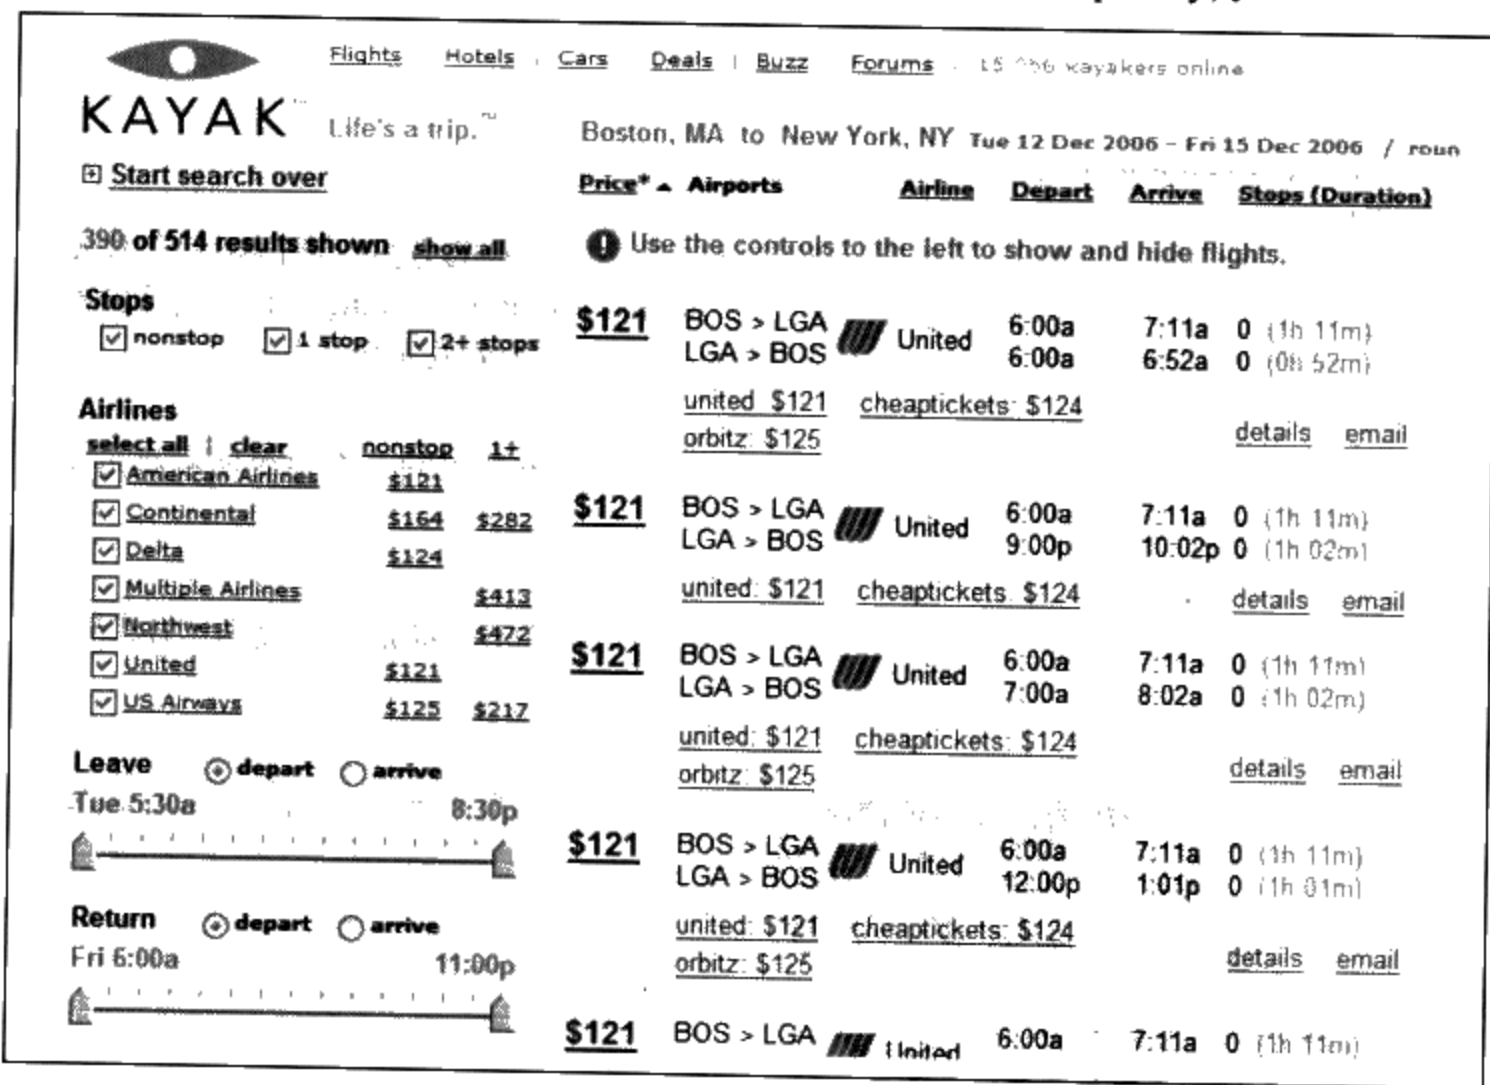 Flights Hotels Cars Deals | Buzz Forums kayakers online
KAYAK Life's a trip.™
Boston, MA to New York, NY Tue 12 Dec 2006 - Fri 15 Dec 2006 / roun
Start search over
390 of 514 results shown show all
Stops
nonstop 1 stop 2+ stops
Airlines
select all | clear nonstop 1+
American Airlines $121
Continental $164 $282
Delta $124
Multiple Airlines $413
Northwest $472
United $121
US Airways $125 $217
Leave depart arrive
Tue 5:30a 8:30p
Return depart arrive
Fri 6:00a 11:00p
Price* Airports Airline Depart Arrive Stops (Duration)
Use the controls to the left to show and hide flights.
$121 BOS > LGA United 6:00a 7:11a 0 (1h 11m)
LGA > BOS 6:00a 6:52a 0 (0h 52m)
united $121 cheaptickets: $124
orbitz: $125 details email
$121 BOS > LGA United 6:00a 7:11a 0 (1h 11m)
LGA > BOS 9:00p 10:02p 0 (1h 02m)
united: $121 cheaptickets $124 details email
$121 BOS > LGA United 6:00a 7:11a 0 (1h 11m)
LGA > BOS 7:00a 8:02a 0 (1h 02m)
united: $121 cheaptickets: $124
orbitz: $125 details email
$121 BOS > LGA United 6:00a 7:11a 0 (1h 11m)
LGA > BOS 12:00p 1:01p 0 (1h 01m)
united: $121 cheaptickets: $124
orbitz: $125 details email
$121 BOS > LGA United 6:00a 7:11a 0 (1h 11m)